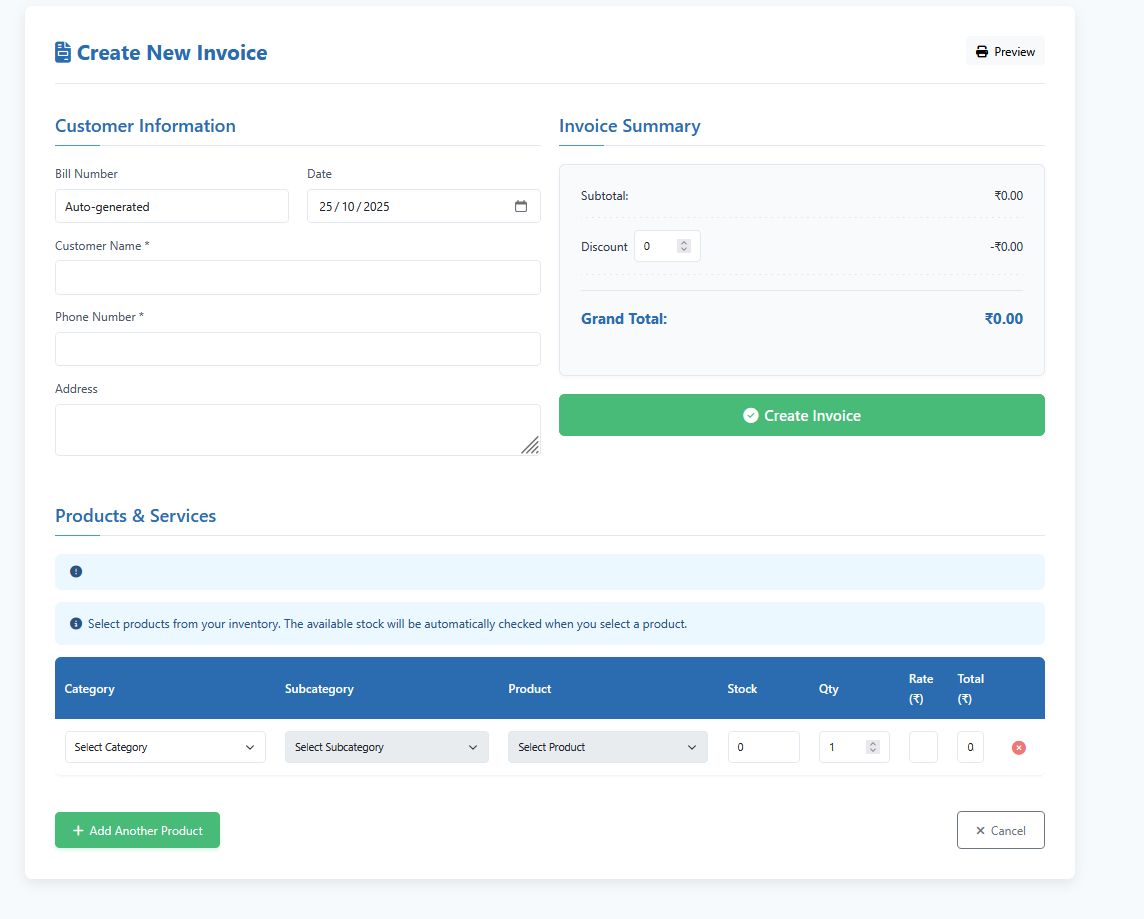 Create New Invoice
Preview
Customer Information
Bill Number
Date
Auto-generated
25/10/2025
Customer Name *
Phone Number *
Address
Invoice Summary
Subtotal:
₹0.00
Discount
0
-₹0.00
Grand Total:
₹0.00
Create Invoice
Products & Services
Select products from your inventory. The available stock will be automatically checked when you select a product.
Category
Subcategory
Product
Stock
Qty
Rate
(₹)
Total
(₹)
Select Category
Select Subcategory
Select Product
0
1
0
+ Add Another Product
× Cancel